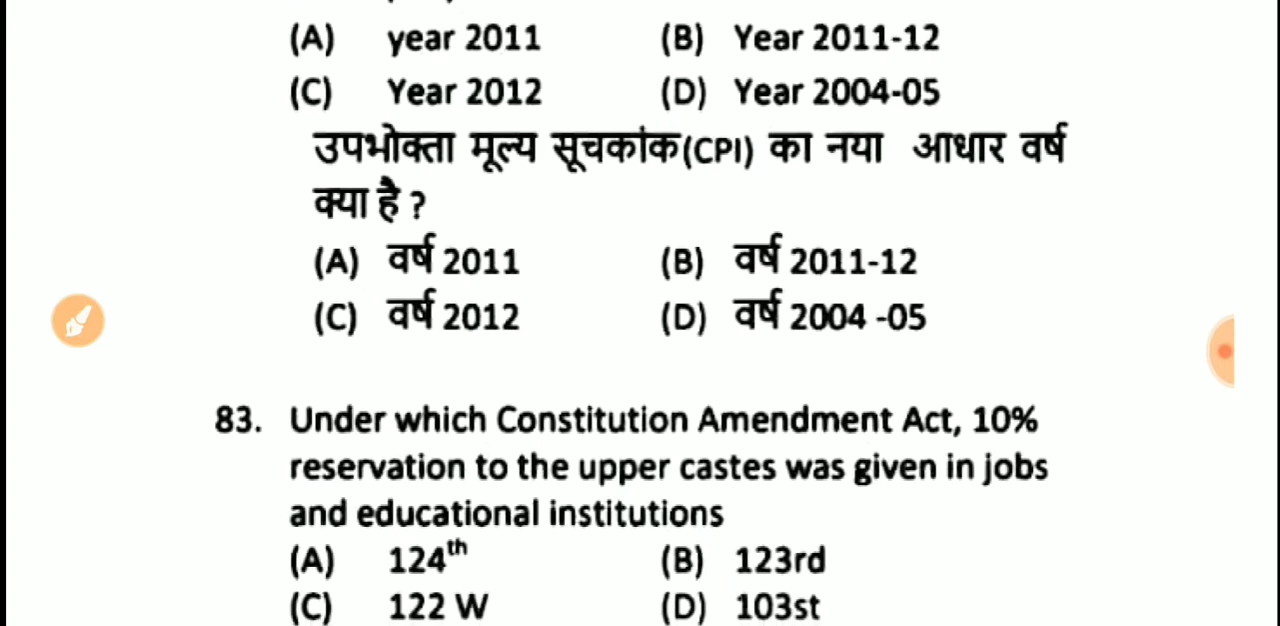 (A) year 2011 (B) Year 2011-12
(C) Year 2012 (D) Year 2004-05
उपभोक्ता मूल्य सूचकांक(CPI) का नया आधार वर्ष
क्या है ?
(A) वर्ष 2011 (B) वर्ष 2011-12
(C) वर्ष 2012 (D) वर्ष 2004 -05
83. Under which Constitution Amendment Act, 10%
reservation to the upper castes was given in jobs
and educational institutions
(A) 124th (B) 123rd
(C) 122 W (D) 103st